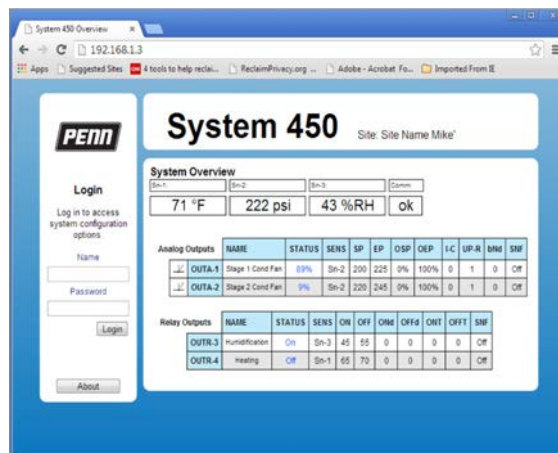 System 450 Overview
192.168.1.3
Apps Suggested Sites CNN 4 tools to help reclai... ReclaimPrivacy.org ... Adobe - Acrobat Fo... Imported From IE
PENN
System 450 Site: Site Name Mike'
System Overview
Sn-1: Sn-2: Sn-3: Comm
71 °F 222 psi 43 %RH ok
Login
Log in to access
system configuration
options
Name
Password
Login
About
Analog Outputs NAME STATUS SENS SP EP OSP OEP I-C UP-R bNd SNF
OUTA-1 Stage 1 Cond Fan 89% Sn-2 200 225 0% 100% 0 1 0 Off
OUTA-2 Stage 2 Cond Fan 9% Sn-2 220 245 0% 100% 0 1 0 Off
Relay Outputs NAME STATUS SENS ON OFF ONd OFFd ONT OFFT SNF
OUTR-3 Humidification On Sn-3 45 55 0 0 0 0 Off
OUTR-4 Heating Off Sn-1 65 70 0 0 0 0 Off